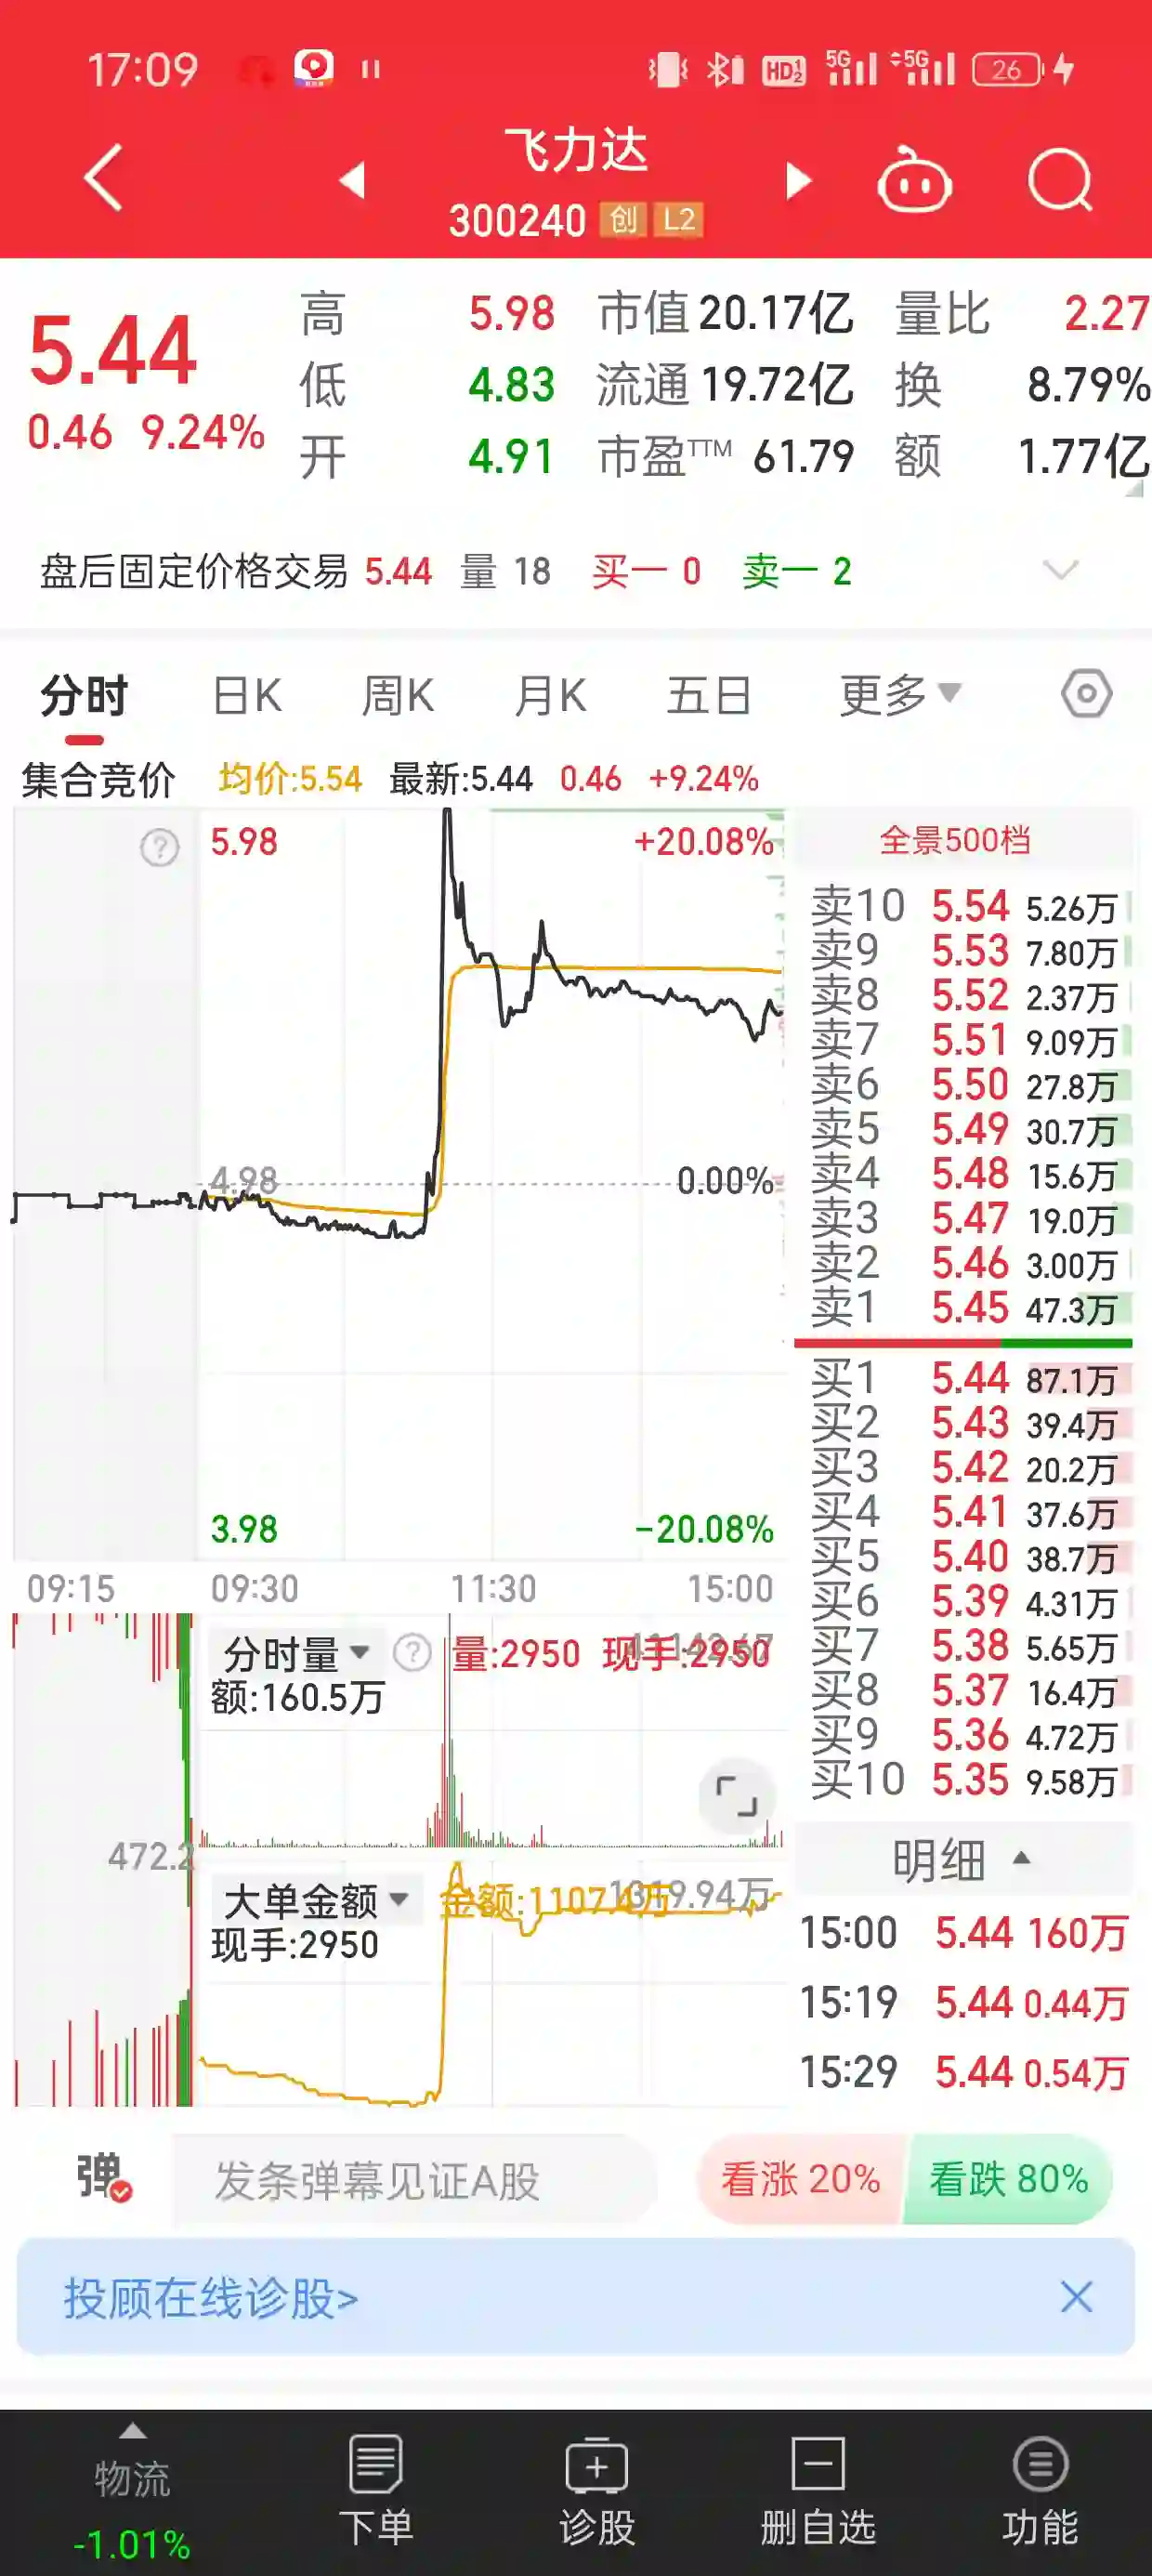 17:09 HD12 5G 5G 26
飞力达
300240 创 L2
5.44
0.46 9.24%
高 5.98 市值 20.17亿 量比 2.27
低 4.83 流通 19.72亿 换 8.79%
开 4.91 市盈TTM 61.79 额 1.77亿
盘后固定价格交易 5.44 量 18 买一 0 卖一 2
分时 日K 周K 月K 五日 更多
集合竞价 均价:5.54 最新:5.44 0.46 +9.24%
5.98 +20.08%
4.98 0.00%
3.98 -20.08%
09:15 09:30 11:30 15:00
分时量 ? 量:2950 现手:2950
额:160.5万
472.2
大单金额 金额:1107.4万 1319.94万
现手:2950
全景500档
卖10 5.54 5.26万
卖9 5.53 7.80万
卖8 5.52 2.37万
卖7 5.51 9.09万
卖6 5.50 27.8万
卖5 5.49 30.7万
卖4 5.48 15.6万
卖3 5.47 19.0万
卖2 5.46 3.00万
卖1 5.45 47.3万
买1 5.44 87.1万
买2 5.43 39.4万
买3 5.42 20.2万
买4 5.41 37.6万
买5 5.40 38.7万
买6 5.39 4.31万
买7 5.38 5.65万
买8 5.37 16.4万
买9 5.36 4.72万
买10 5.35 9.58万
明细
15:00 5.44 160万
15:19 5.44 0.44万
15:29 5.44 0.54万
弹 发条弹幕见证A股 看涨 20% 看跌 80%
投顾在线诊股>
物流 下单 诊股 删自选 功能
-1.01%